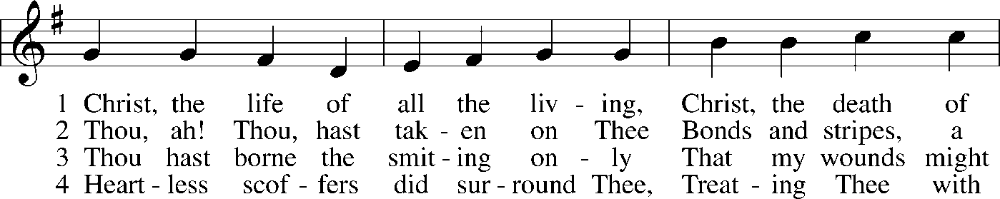 1 Christ, the life of all the liv - ing, Christ, the death of
2 Thou, ah! Thou, hast tak - en on Thee Bonds and stripes, a
3 Thou hast borne the smit - ing on - ly That my wounds might
4 Heart - less scof - fers did sur - round Thee, Treat - ing Thee with